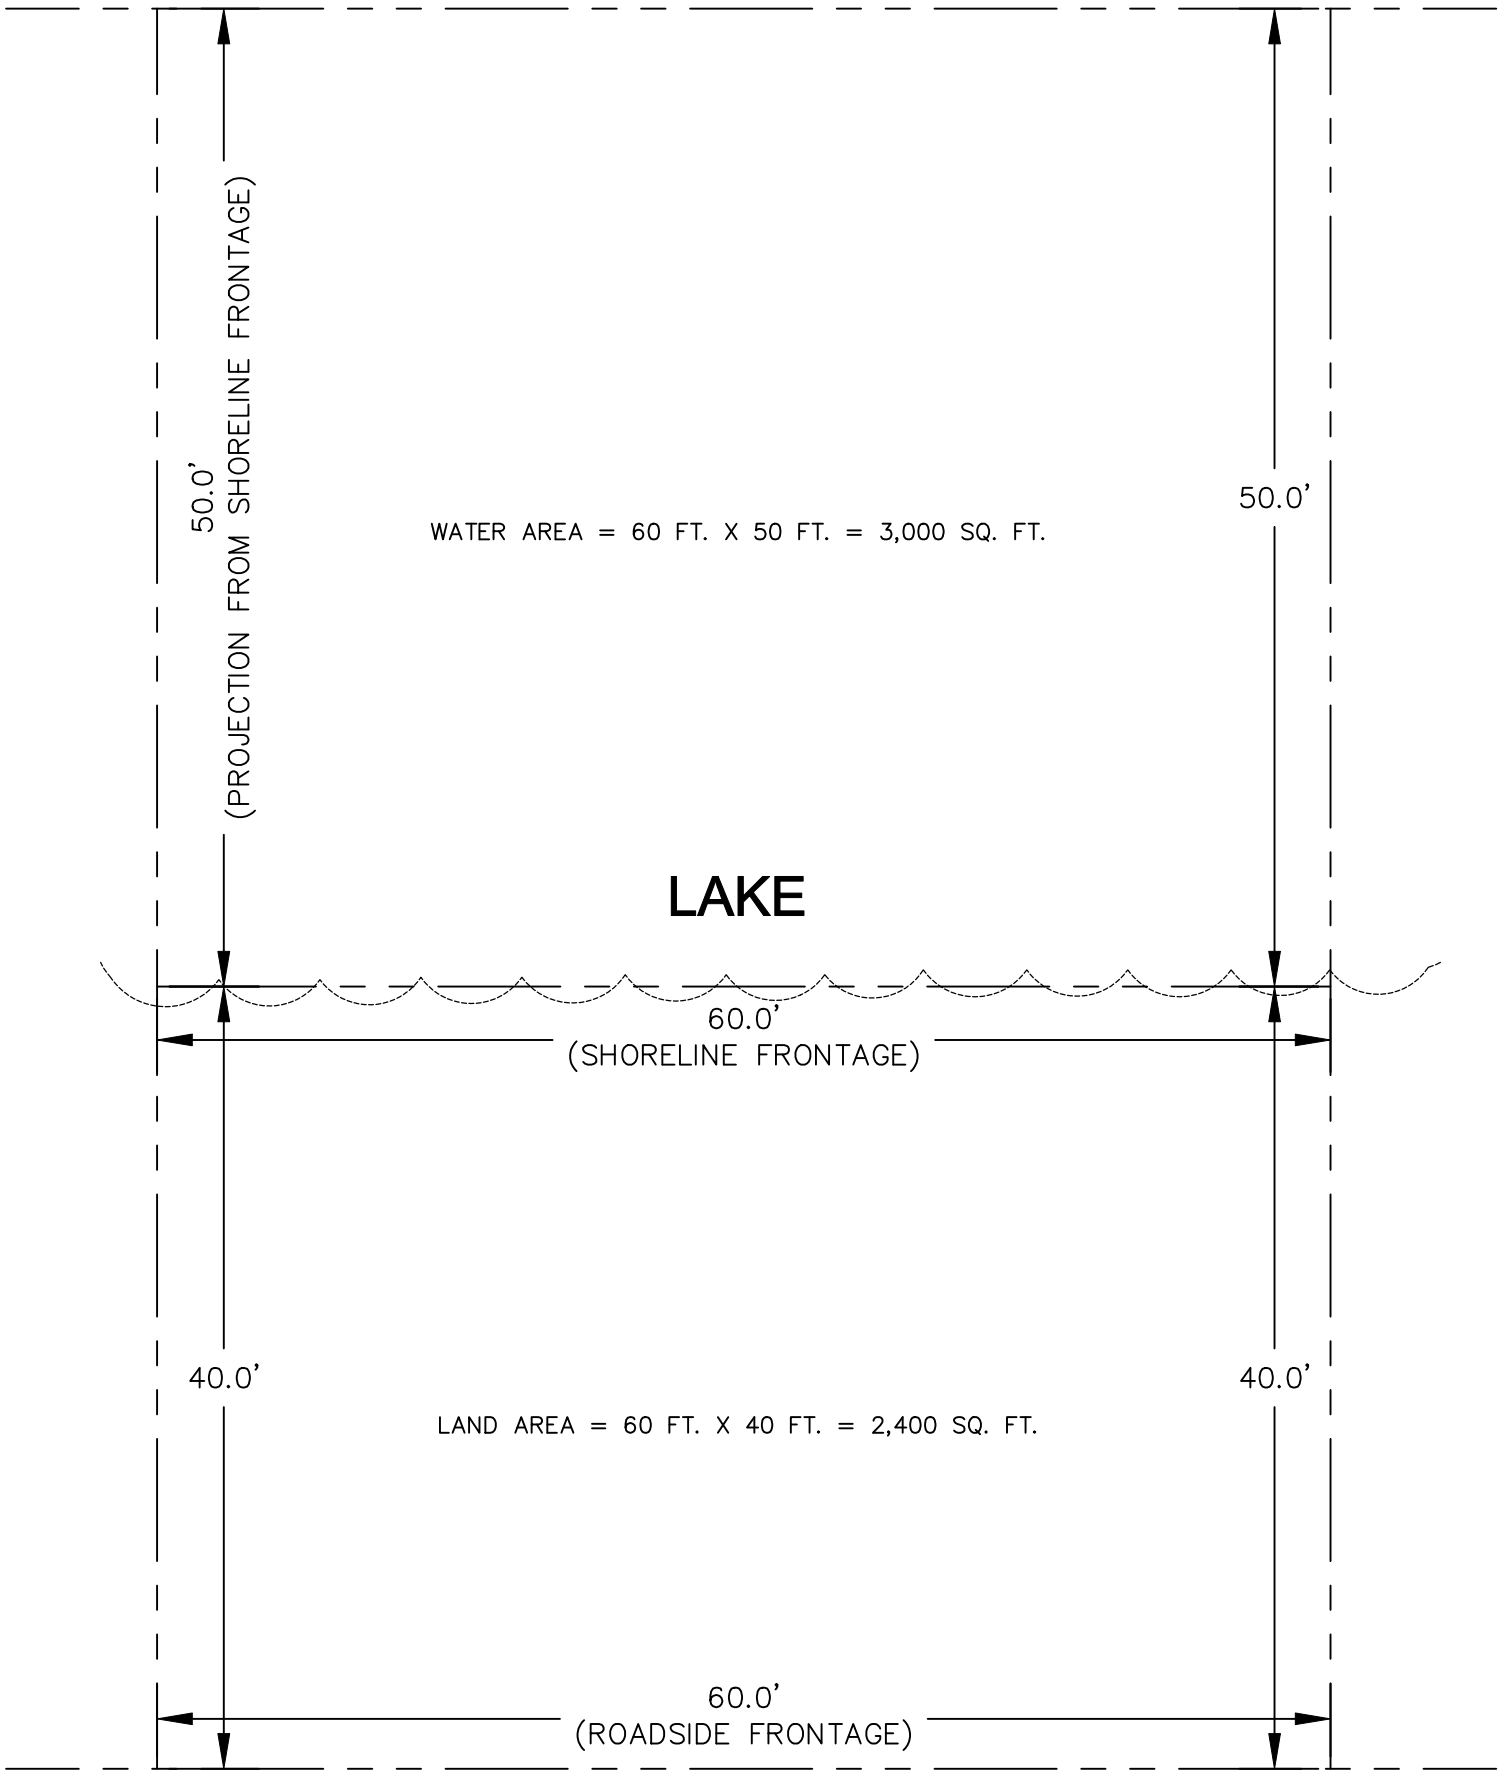 50.0'
(PROJECTION FROM SHORELINE FRONTAGE)
50.0'
WATER AREA = 60 FT. X 50 FT. = 3,000 SQ. FT.
LAKE
60.0'
(SHORELINE FRONTAGE)
40.0'
40.0'
LAND AREA = 60 FT. X 40 FT. = 2,400 SQ. FT.
60.0'
(ROADSIDE FRONTAGE)